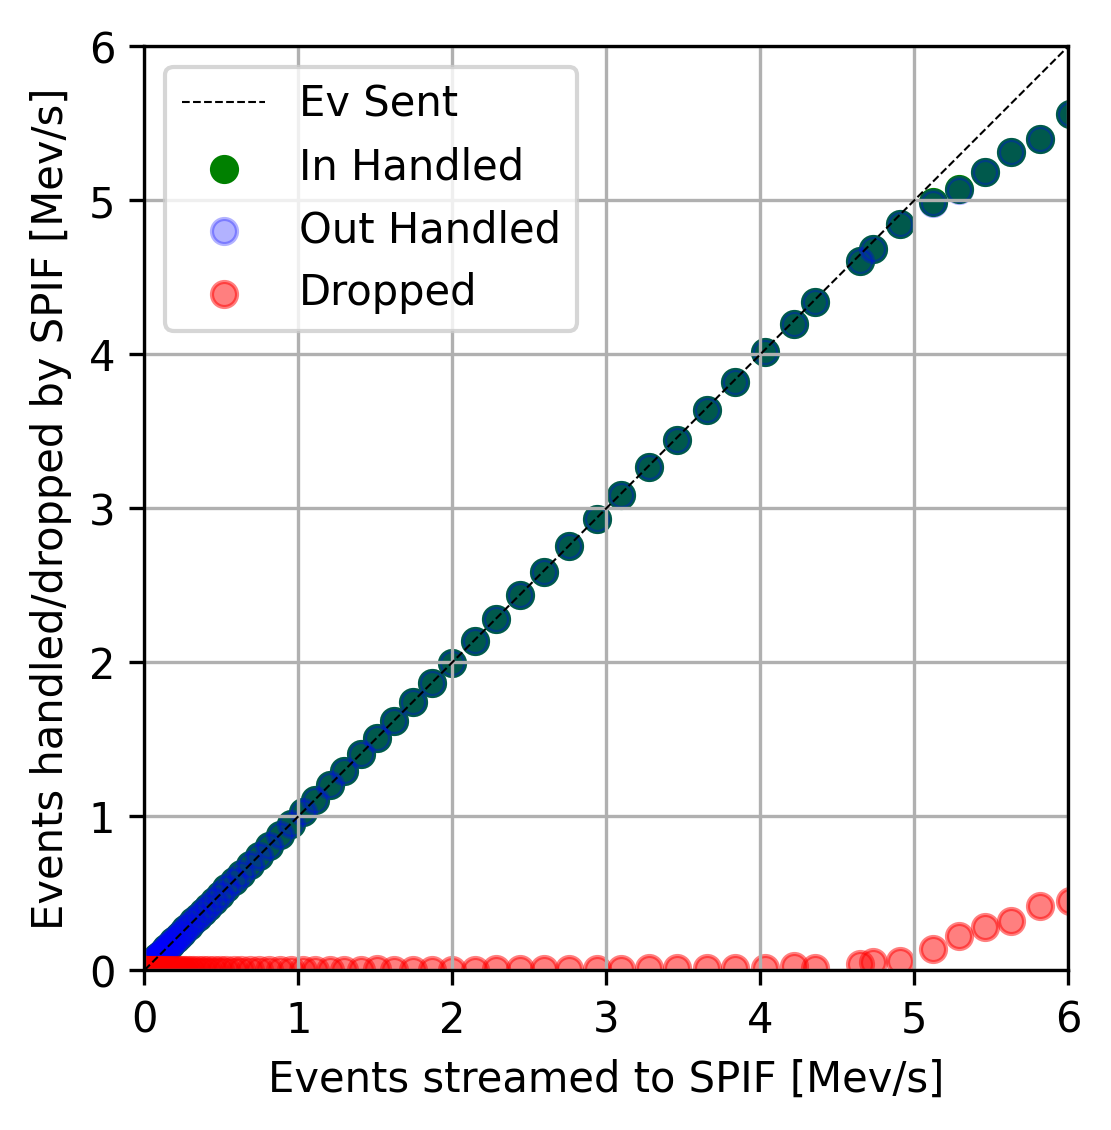 6
5
4
3
2
1
0
Events handled/dropped by SPIF [Mev/s]
Ev Sent
In Handled
Out Handled
Dropped
0 1 2 3 4 5 6
Events streamed to SPIF [Mev/s]